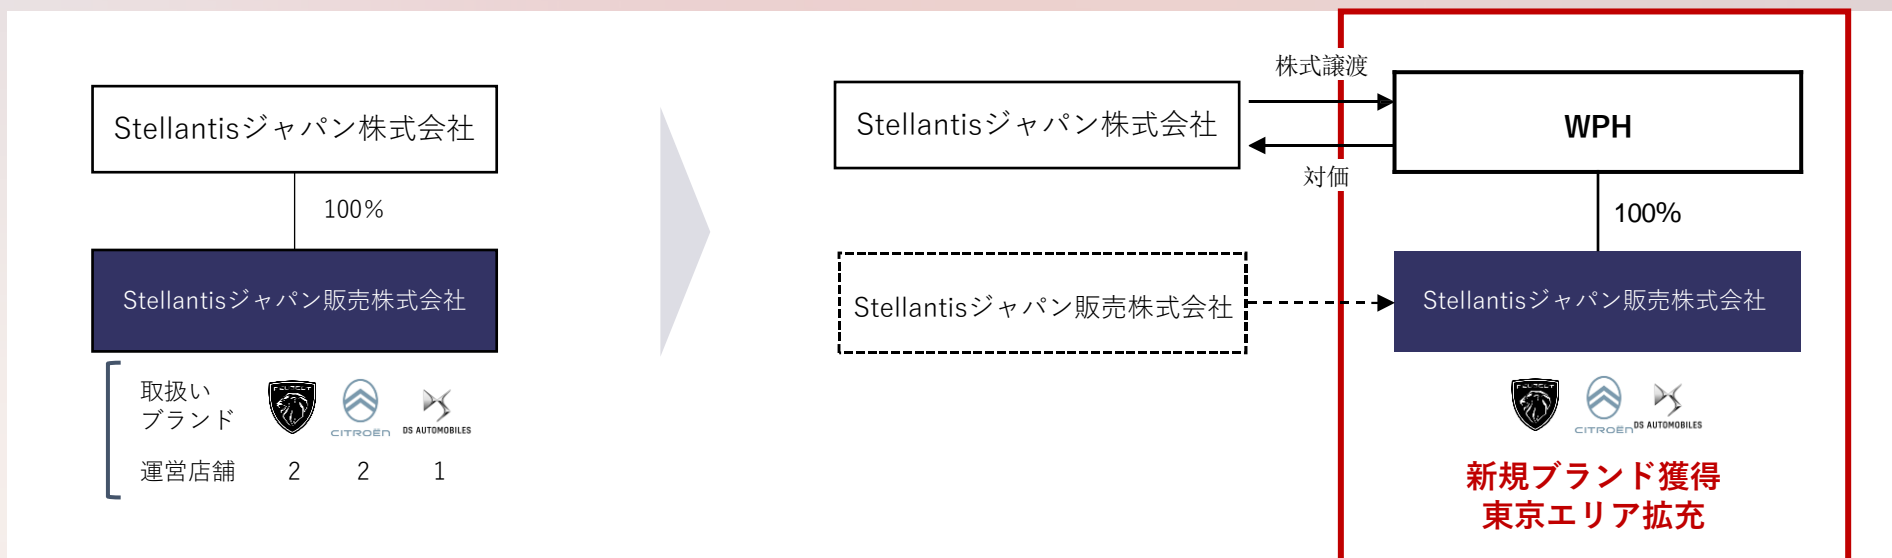 Stellantisジャパン株式会社
100%
Stellantisジャパン販売株式会社
取扱い
ブランド
PEUGEOT
CITROËN
DS AUTOMOBILES
運営店舗 2 2 1
株式譲渡
Stellantisジャパン株式会社
WPH
対価
100%
Stellantisジャパン販売株式会社
Stellantisジャパン販売株式会社
PEUGEOT
CITROËN
DS AUTOMOBILES
新規ブランド獲得
東京エリア拡充